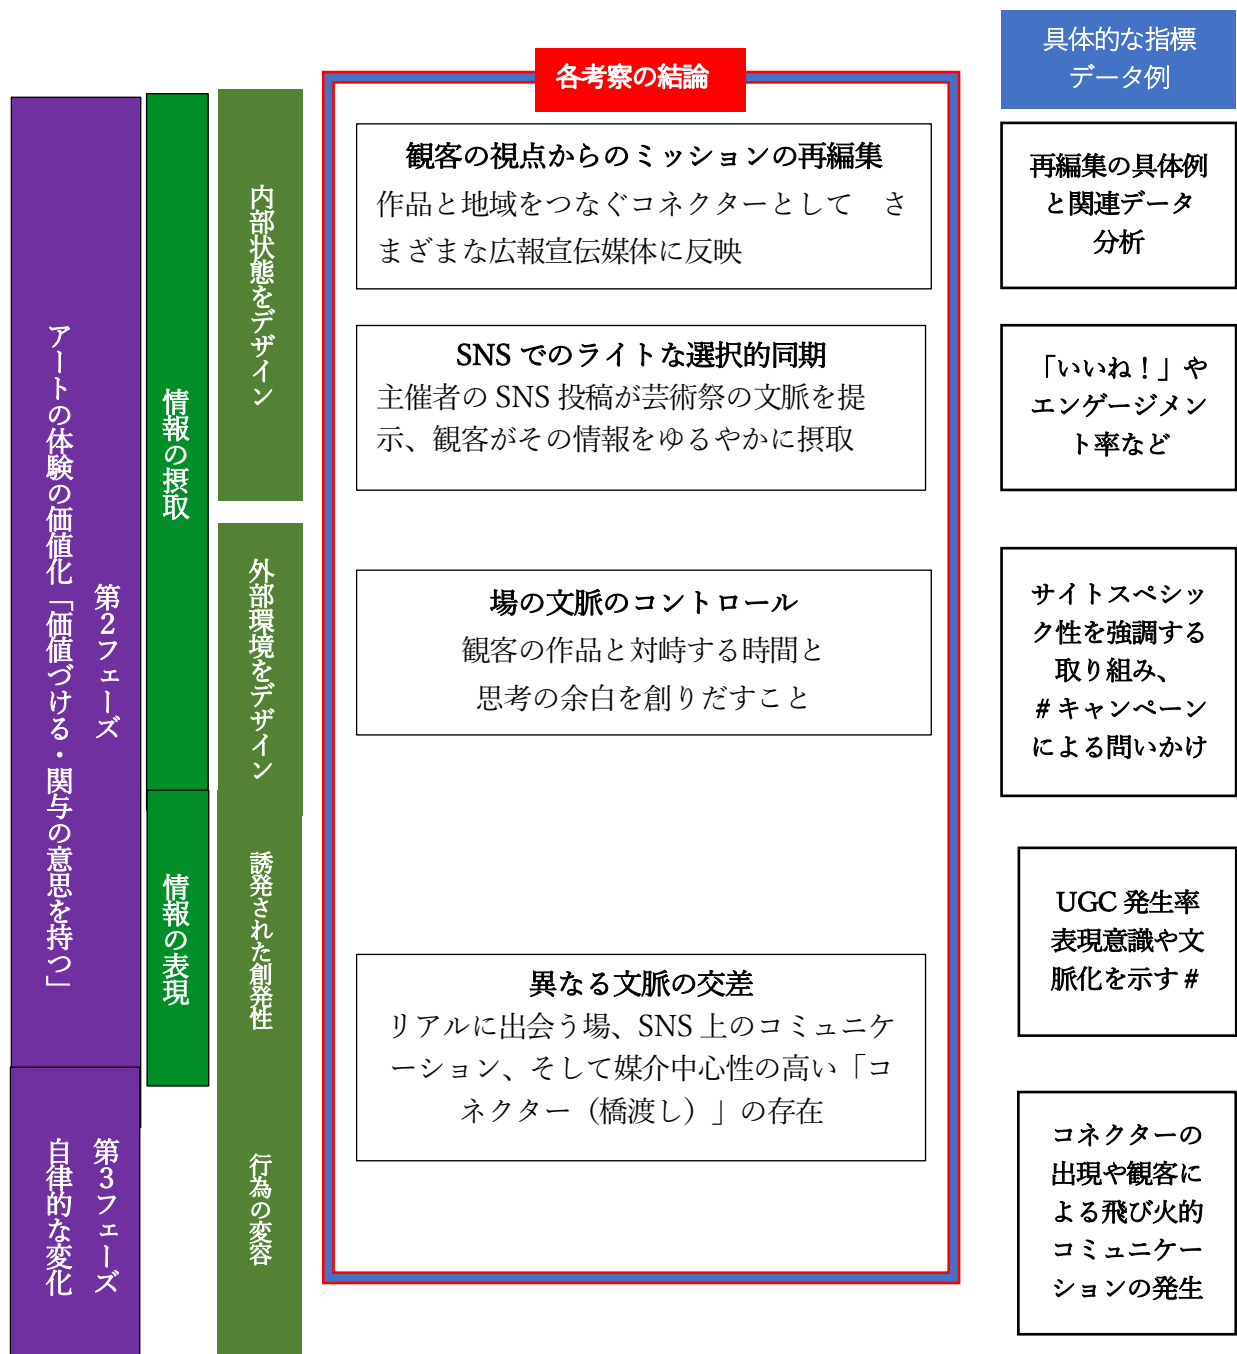 具体的な指標
データ例
各考察の結論
第2フェーズ
アートの体験の価値化「価値づける・関与の意思を持つ」
情報の摂取
内部状態をデザイン
観客の視点からのミッションの再編集
作品と地域をつなぐコネクターとして　さ
まざまな広報宣伝媒体に反映
再編集の具体例
と関連データ
分析
SNS でのライトな選択的同期
主催者の SNS 投稿が芸術祭の文脈を提
示、観客がその情報をゆるやかに摂取
「いいね！」や
エンゲージメン
ト率など
外部環境をデザイン
場の文脈のコントロール
観客の作品と対峙する時間と
思考の余白を創りだすこと
サイトスペシッ
ク性を強調する
取り組み、
＃キャンペーン
による問いかけ
情報の表現
誘発された創発性
異なる文脈の交差
リアルに出会う場、SNS 上のコミュニケ
ーション、そして媒介中心性の高い「コ
ネクター（橋渡し）」の存在
UGC 発生率
表現意識や文
脈化を示す＃
第3フェーズ
自律的な変化
行為の変容
コネクターの
出現や観客に
よる飛び火的
コミュニケー
ションの発生